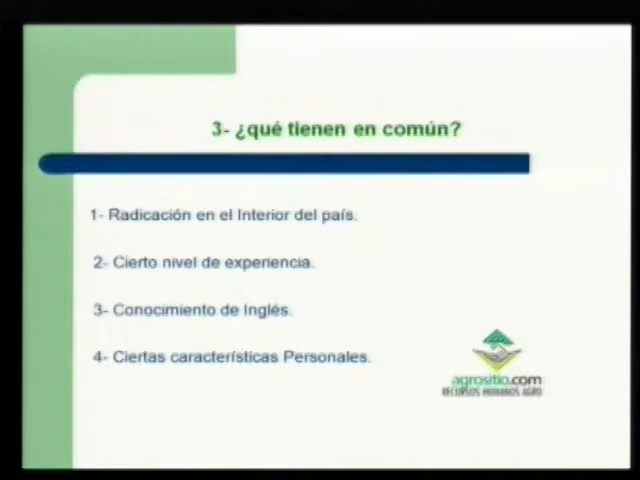 3- ¿qué tienen en común?
1- Radicación en el Interior del país.
2- Cierto nivel de experiencia.
3- Conocimiento de Inglés.
4- Ciertas características Personales.
agrositio.com
RECURSOS HUMANOS AGRO